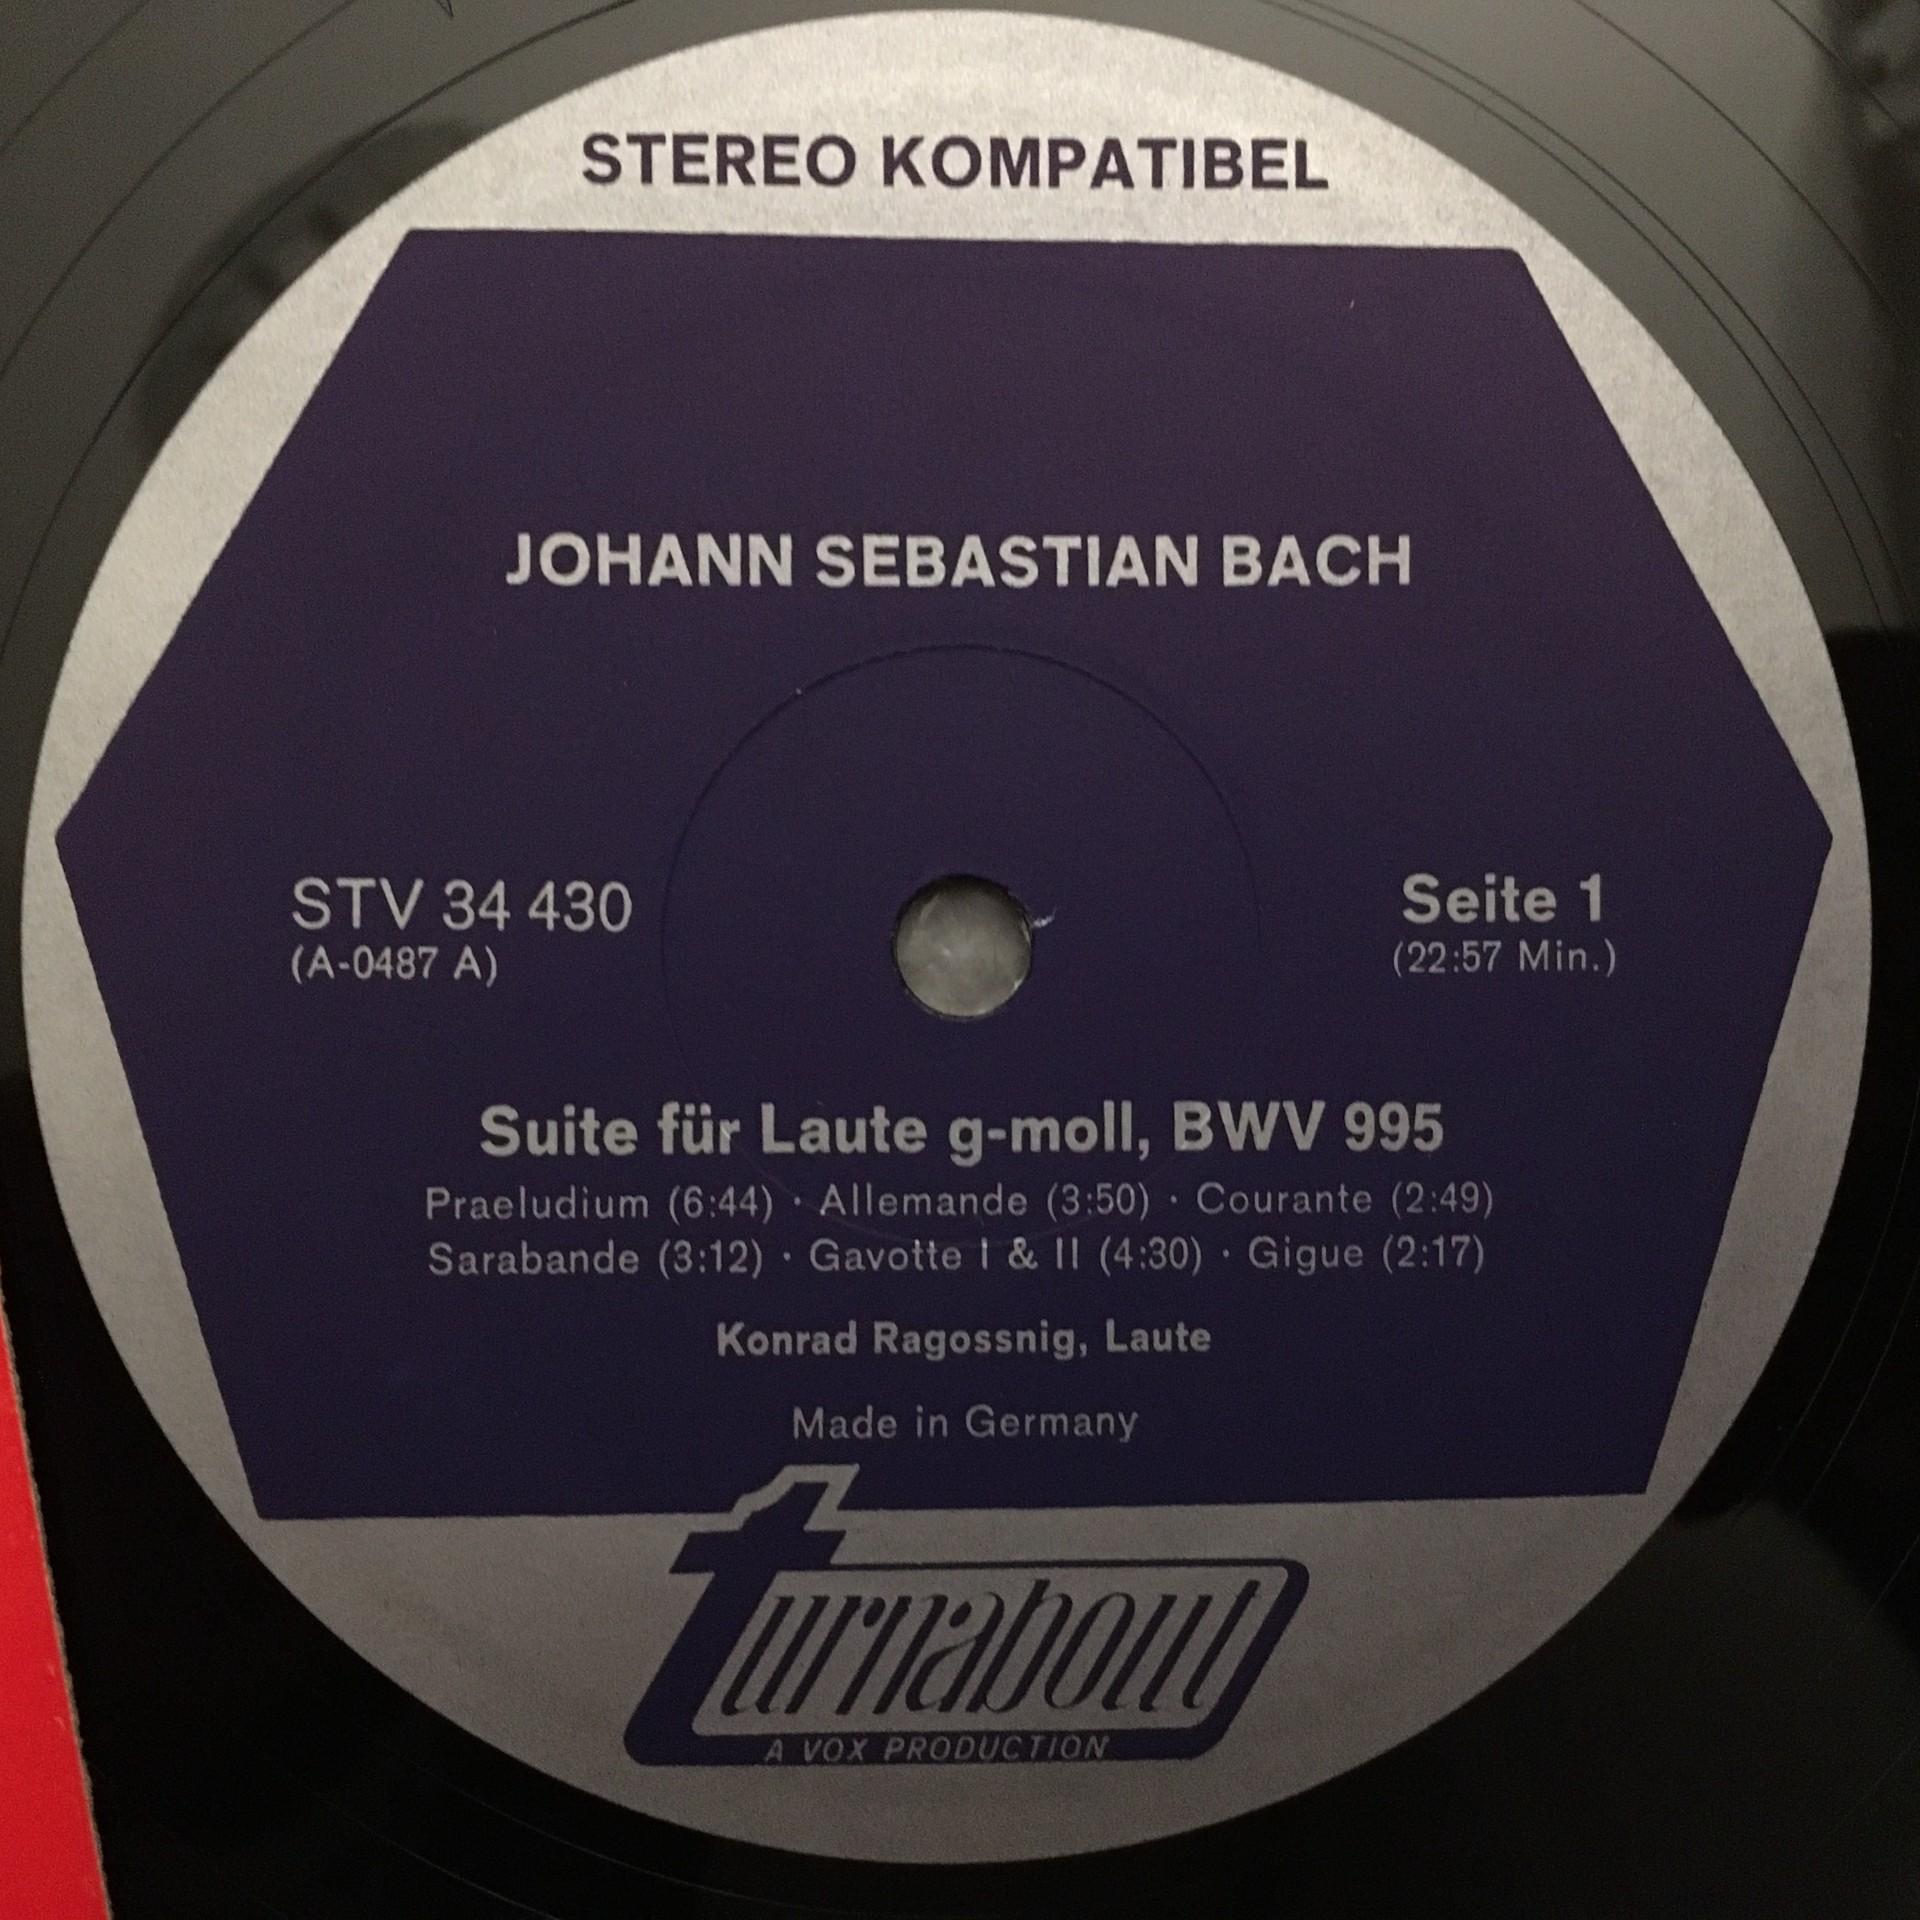 STEREO KOMPATIBEL
JOHANN SEBASTIAN BACH
STV 34 430
(A-0487 A)
Seite 1
(22:57 Min.)
Suite für Laute g-moll, BWV 995
Praeludium (6:44) · Allemande (3:50) · Courante (2:49)
Sarabande (3:12) · Gavotte I & II (4:30) · Gigue (2:17)
Konrad Ragossnig, Laute
Made in Germany
turnabout
A VOX PRODUCTION